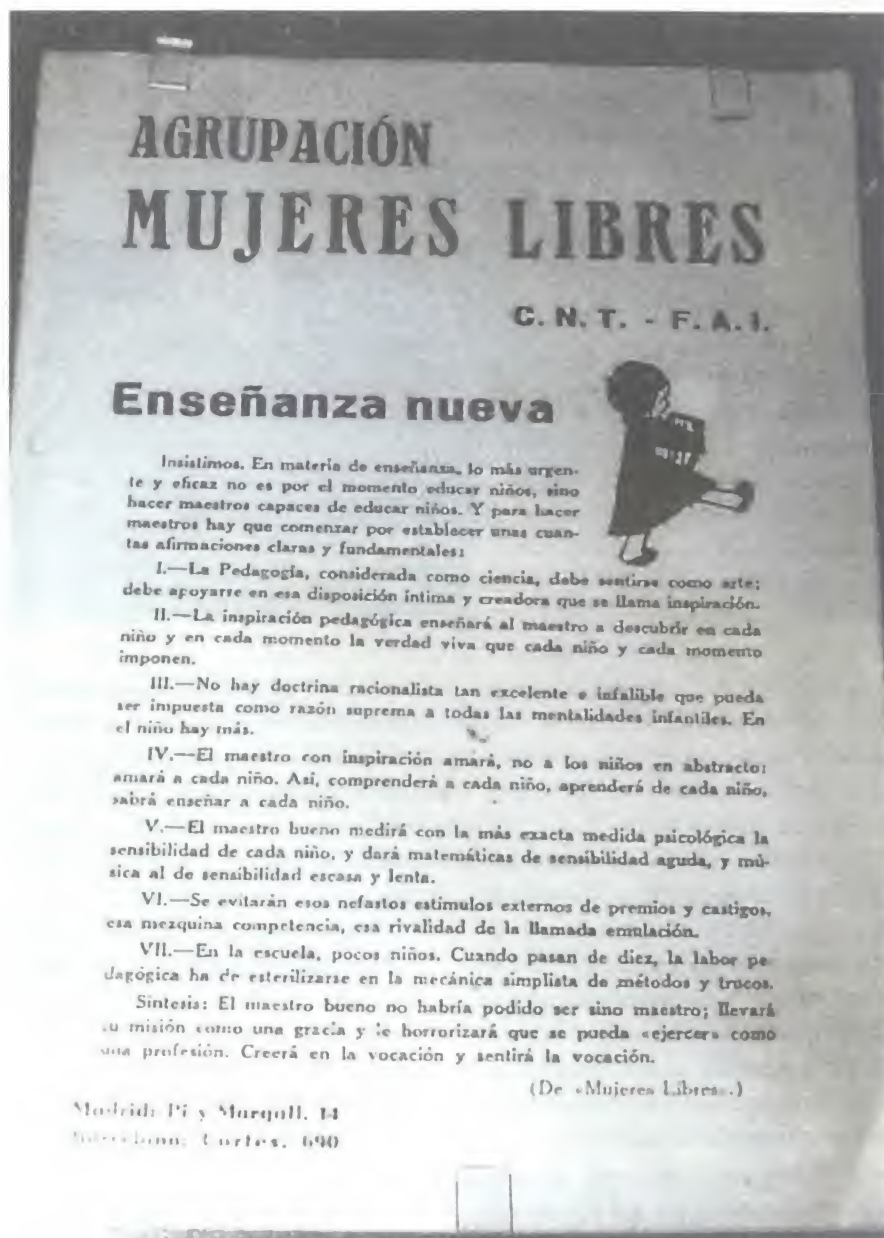 AGRUPACIÓN
MUJERES LIBRES
C. N. T. - F. A. I.
Enseñanza nueva
Insistimos. En materia de enseñanza, lo más urgen-
te y eficaz no es por el momento educar niños, sino
hacer maestros capaces de educar niños. Y para hacer
maestros hay que comenzar por establecer unas cuan-
tas afirmaciones claras y fundamentales:
I.—La Pedagogía, considerada como ciencia, debe sentirse como arte;
debe apoyarse en esa disposición íntima y creadora que se llama inspiración.
II.—La inspiración pedagógica enseñará al maestro a descubrir en cada
niño y en cada momento la verdad viva que cada niño y cada momento
imponen.
III.—No hay doctrina racionalista tan excelente e infalible que pueda
ser impuesta como razón suprema a todas las mentalidades infantiles. En
el niño hay más.
IV.—El maestro con inspiración amará, no a los niños en abstracto:
amará a cada niño. Así, comprenderá a cada niño, aprenderá de cada niño,
sabrá enseñar a cada niño.
V.—El maestro bueno medirá con la más exacta medida psicológica la
sensibilidad de cada niño, y dará matemáticas de sensibilidad aguda, y mú-
sica al de sensibilidad escasa y lenta.
VI.—Se evitarán esos nefastos estímulos externos de premios y castigos,
esa mezquina competencia, esa rivalidad de la llamada emulación.
VII.—En la escuela, pocos niños. Cuando pasan de diez, la labor pe-
dagógica ha de esterilizarse en la mecánica simplista de métodos y trucos.
Síntesis: El maestro bueno no habría podido ser sino maestro; llevará
su misión como una gracia y le horrorizará que se pueda «ejercer» como
una profesión. Creerá en la vocación y sentirá la vocación.
(De «Mujeres Libres».)
Madrid: Pi y Margall, 14
Barcelona: Cortes, 690